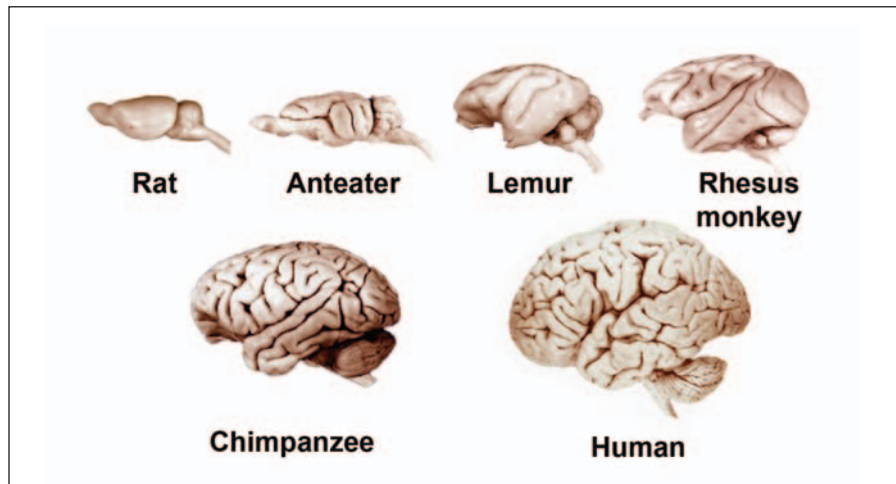 Rat
Anteater
Lemur
Rhesus
monkey
Chimpanzee
Human